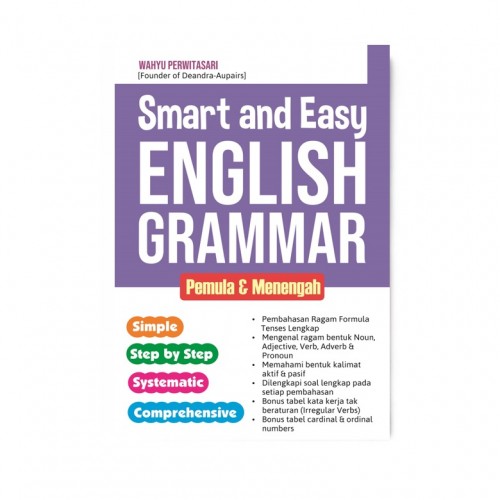 WAHYU PERWITASARI
[Founder of Deandra-Aupairs]
Smart and Easy
ENGLISH
GRAMMAR
Pemula & Menengah
Simple
Step by Step
Systematic
Comprehensive
• Pembahasan Ragam Formula
Tenses Lengkap
• Mengenal ragam bentuk Noun,
Adjective, Verb, Adverb &
Pronoun
• Memahami bentuk kalimat
aktif & pasif
• Dilengkapi soal lengkap pada
setiap pembahasan
• Bonus tabel kata kerja tak
beraturan (Irregular Verbs)
• Bonus tabel cardinal & ordinal
numbers